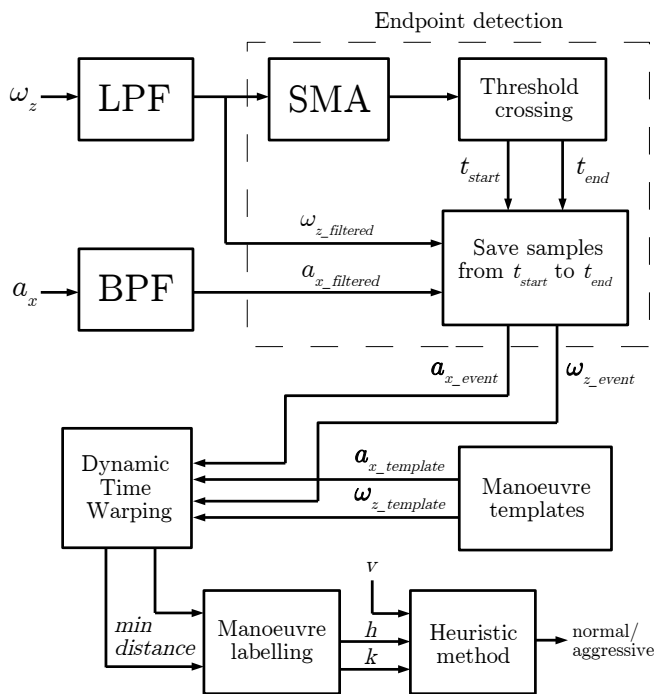 Endpoint detection
ω_z
LPF
SMA
Threshold
crossing
t_start
t_end
ω_z_filtered
a_x
BPF
a_x_filtered
Save samples
from t_start to t_end
a_x_event
ω_z_event
Dynamic
Time
Warping
a_x_template
ω_z_template
Manoeuvre
templates
min
distance
Manoeuvre
labelling
v
h
k
Heuristic
method
normal/
aggressive